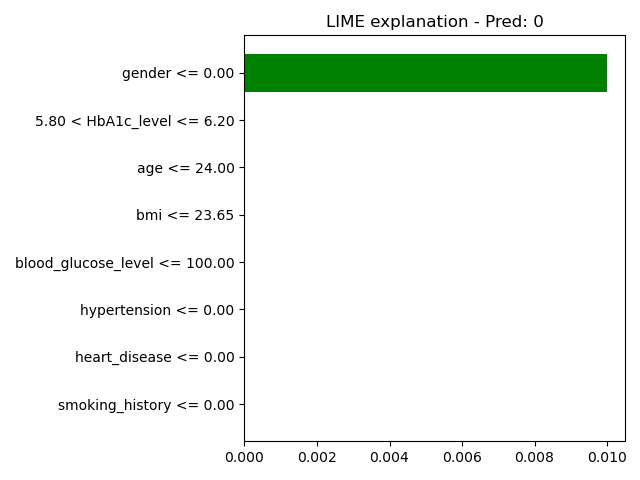 LIME explanation - Pred: 0
gender <= 0.00
5.80 < HbA1c_level <= 6.20
age <= 24.00
bmi <= 23.65
blood_glucose_level <= 100.00
hypertension <= 0.00
heart_disease <= 0.00
smoking_history <= 0.00
0.000 0.002 0.004 0.006 0.008 0.010